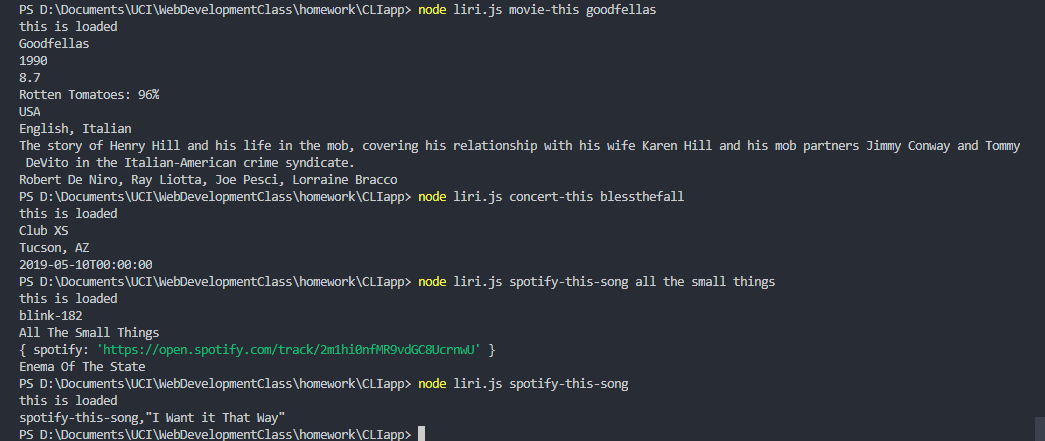 PS D:\Documents\UCI\WebDevelopmentClass\homework\CLIapp> node liri.js movie-this goodfellas
this is loaded
Goodfellas
1990
8.7
Rotten Tomatoes: 96%
USA
English, Italian
The story of Henry Hill and his life in the mob, covering his relationship with his wife Karen Hill and his mob partners Jimmy Conway and Tommy
DeVito in the Italian-American crime syndicate.
Robert De Niro, Ray Liotta, Joe Pesci, Lorraine Bracco
PS D:\Documents\UCI\WebDevelopmentClass\homework\CLIapp> node liri.js concert-this blessthefall
this is loaded
Club XS
Tucson, AZ
2019-05-10T00:00:00
PS D:\Documents\UCI\WebDevelopmentClass\homework\CLIapp> node liri.js spotify-this-song all the small things
this is loaded
blink-182
All The Small Things
{ spotify: 'https://open.spotify.com/track/2m1hi0nfMR9vdGC8UcrnwU' }
Enema Of The State
PS D:\Documents\UCI\WebDevelopmentClass\homework\CLIapp> node liri.js spotify-this-song
this is loaded
spotify-this-song,"I Want it That Way"
PS D:\Documents\UCI\WebDevelopmentClass\homework\CLIapp>